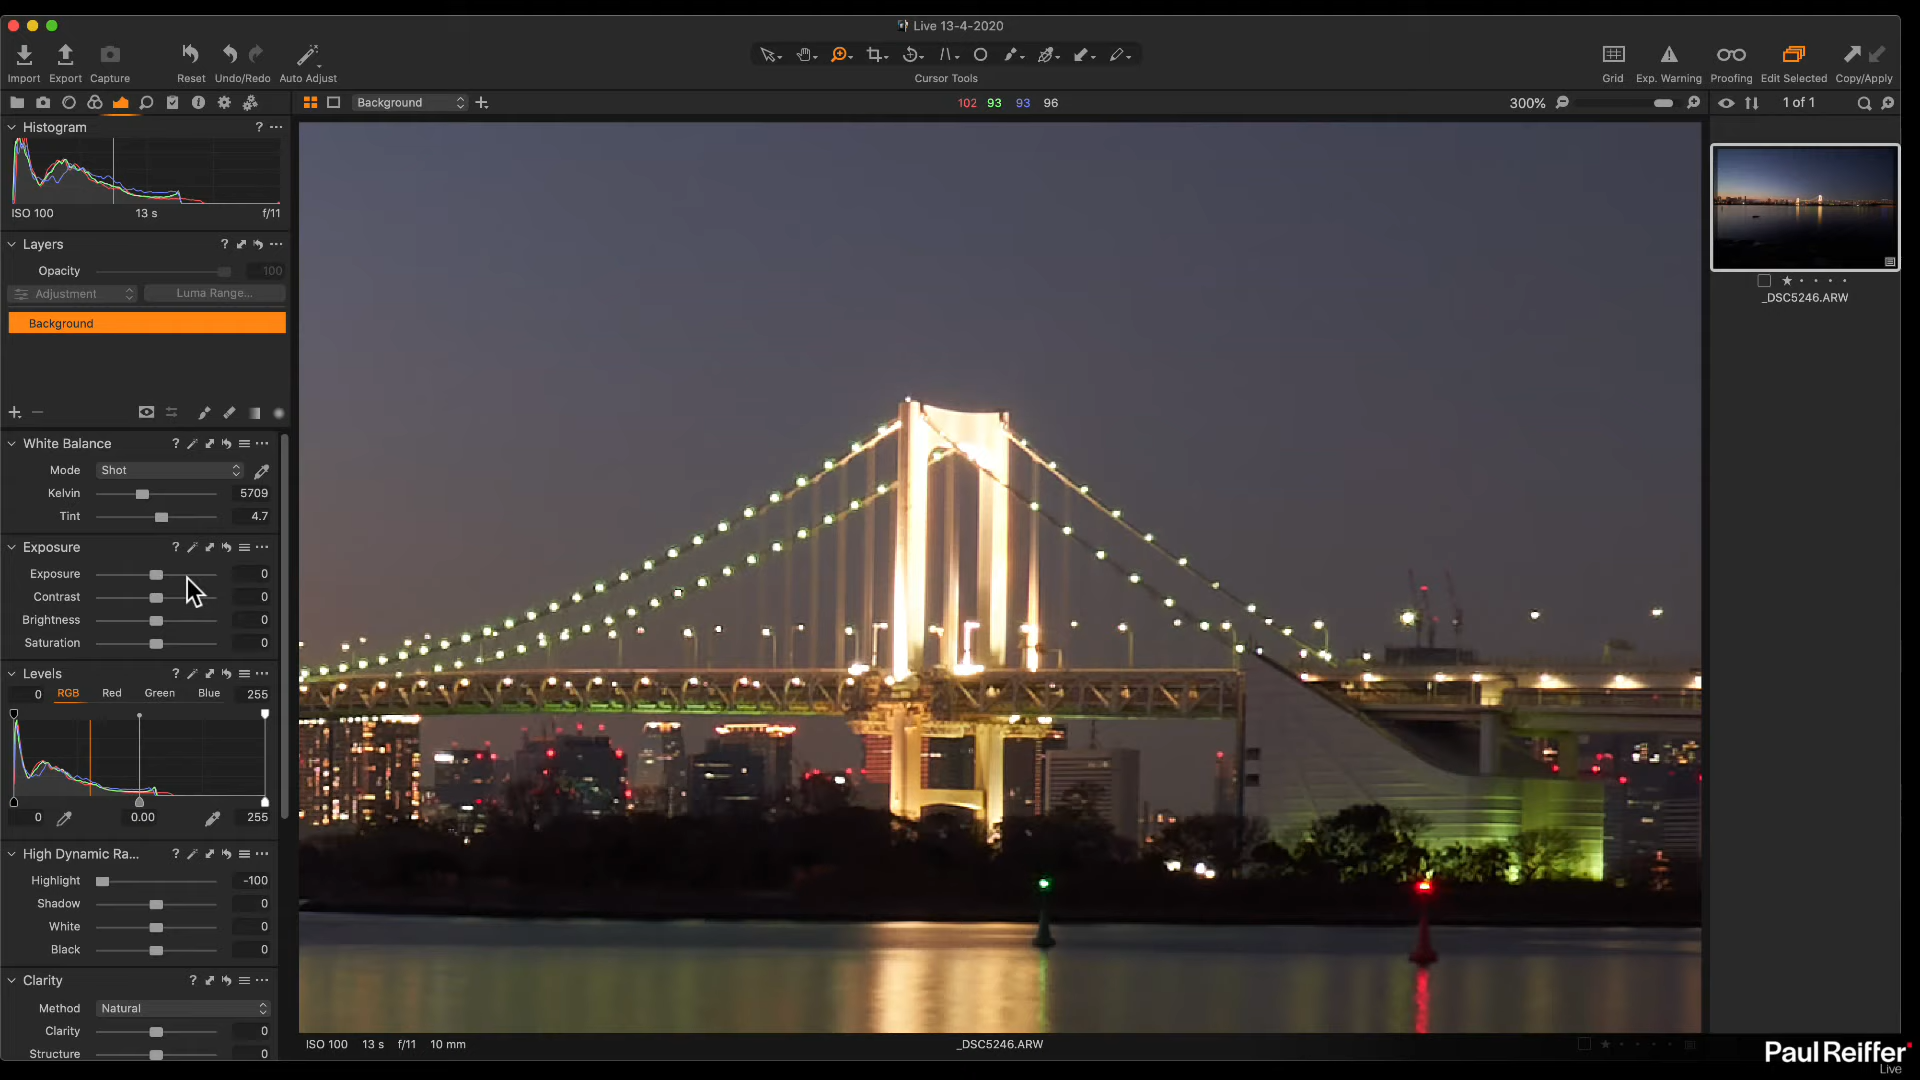 Live 13-4-2020
Import Export Capture Reset Undo/Redo Auto Adjust
Cursor Tools
Grid Exp. Warning Proofing Edit Selected Copy/Apply
Background
102 93 93 96
300%
1 of 1
Histogram ?
ISO 100 13 s f/11
Layers ?
Opacity 100
Adjustment Luma Range...
Background
White Balance ?
Mode Shot
Kelvin 5709
Tint 4.7
Exposure ?
Exposure 0
Contrast 0
Brightness 0
Saturation 0
Levels ?
0 RGB Red Green Blue 255
0 0.00 255
High Dynamic Ra... ?
Highlight -100
Shadow 0
White 0
Black 0
Clarity ?
Method Natural
Clarity 0
Structure 0
_DSC5246.ARW
ISO 100 13 s f/11 10 mm
_DSC5246.ARW
Paul Reiffer
Live